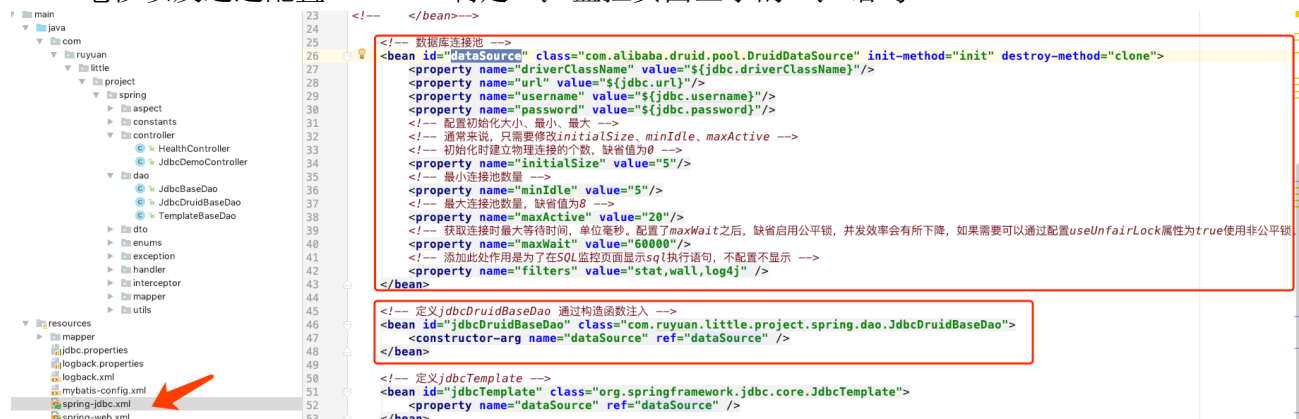 main
java
com
ruyuan
little
project
spring
aspect
constants
controller
HealthController
JdbcDemoController
dao
JdbcBaseDao
JdbcDruidBaseDao
TemplateBaseDao
dto
enums
exception
handler
interceptor
mapper
utils
resources
mapper
jdbc.properties
logback.properties
logback.xml
mybatis-config.xml
spring-jdbc.xml
spring-web.xml
23 <!-- </bean>-->
24
25 <!-- 数据库连接池 -->
26 <bean id="dataSource" class="com.alibaba.druid.pool.DruidDataSource" init-method="init" destroy-method="clone">
27 <property name="driverClassName" value="${jdbc.driverClassName}"/>
28 <property name="url" value="${jdbc.url}"/>
29 <property name="username" value="${jdbc.username}"/>
30 <property name="password" value="${jdbc.password}"/>
31 <!-- 配置初始化大小、最小、最大 -->
32 <!-- 通常来说，只需要修改initialSize、minIdle、maxActive -->
33 <!-- 初始化时建立物理连接的个数，缺省值为0 -->
34 <property name="initialSize" value="5"/>
35 <!-- 最小连接池数量 -->
36 <property name="minIdle" value="5"/>
37 <!-- 最大连接池数量，缺省值为8 -->
38 <property name="maxActive" value="20"/>
39 <!-- 获取连接时最大等待时间，单位毫秒。配置了maxWait之后，缺省启用公平锁，并发效率会有所下降，如果需要可以通过配置useUnfairLock属性为true使用非公平锁
40 <property name="maxWait" value="60000"/>
41 <!-- 添加此处作用是为了在SQL监控页面显示sql执行语句，不配置不显示 -->
42 <property name="filters" value="stat,wall,log4j" />
43 </bean>
44
45 <!-- 定义jdbcDruidBaseDao 通过构造函数注入 -->
46 <bean id="jdbcDruidBaseDao" class="com.ruyuan.little.project.spring.dao.JdbcDruidBaseDao">
47 <constructor-arg name="dataSource" ref="dataSource" />
48 </bean>
49
50 <!-- 定义jdbcTemplate -->
51 <bean id="jdbcTemplate" class="org.springframework.jdbc.core.JdbcTemplate">
52 <property name="dataSource" ref="dataSource" />
53 </bean>